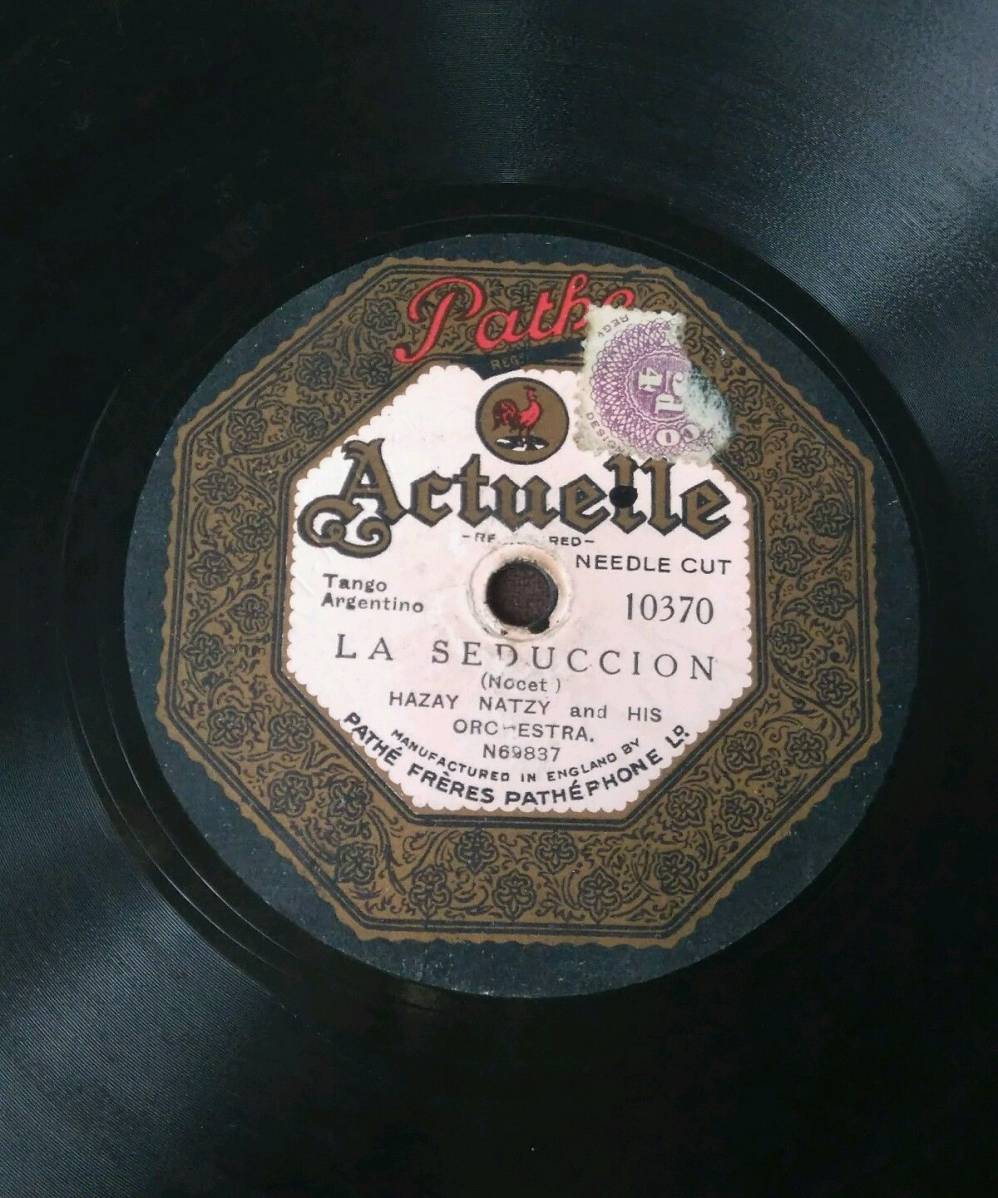 Pathe
REGD
Actuelle
NEEDLE CUT
Tango
Argentino
10370
LA SEDUCCION
(Nocet)
HAZAY NATZY and HIS
ORCHESTRA.
N69837
MANUFACTURED IN ENGLAND BY
PATHÉ FRÈRES PATHÉPHONE LD.